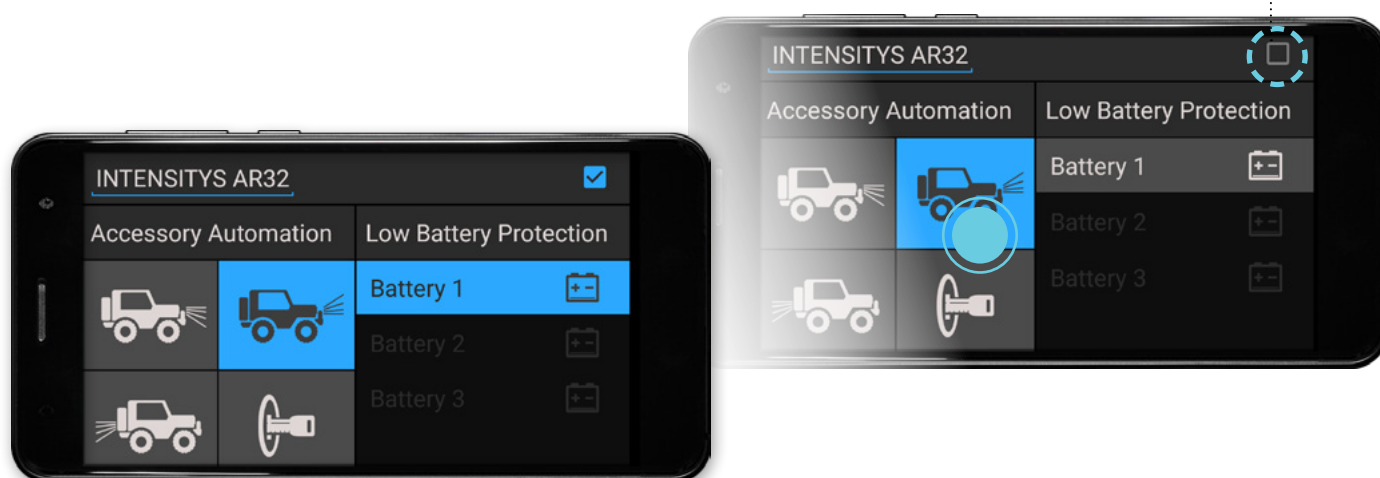 INTENSITYS AR32
Accessory Automation Low Battery Protection
Battery 1
Battery 2
Battery 3
INTENSITYS AR32
Accessory Automation Low Battery Protection
Battery 1
Battery 2
Battery 3